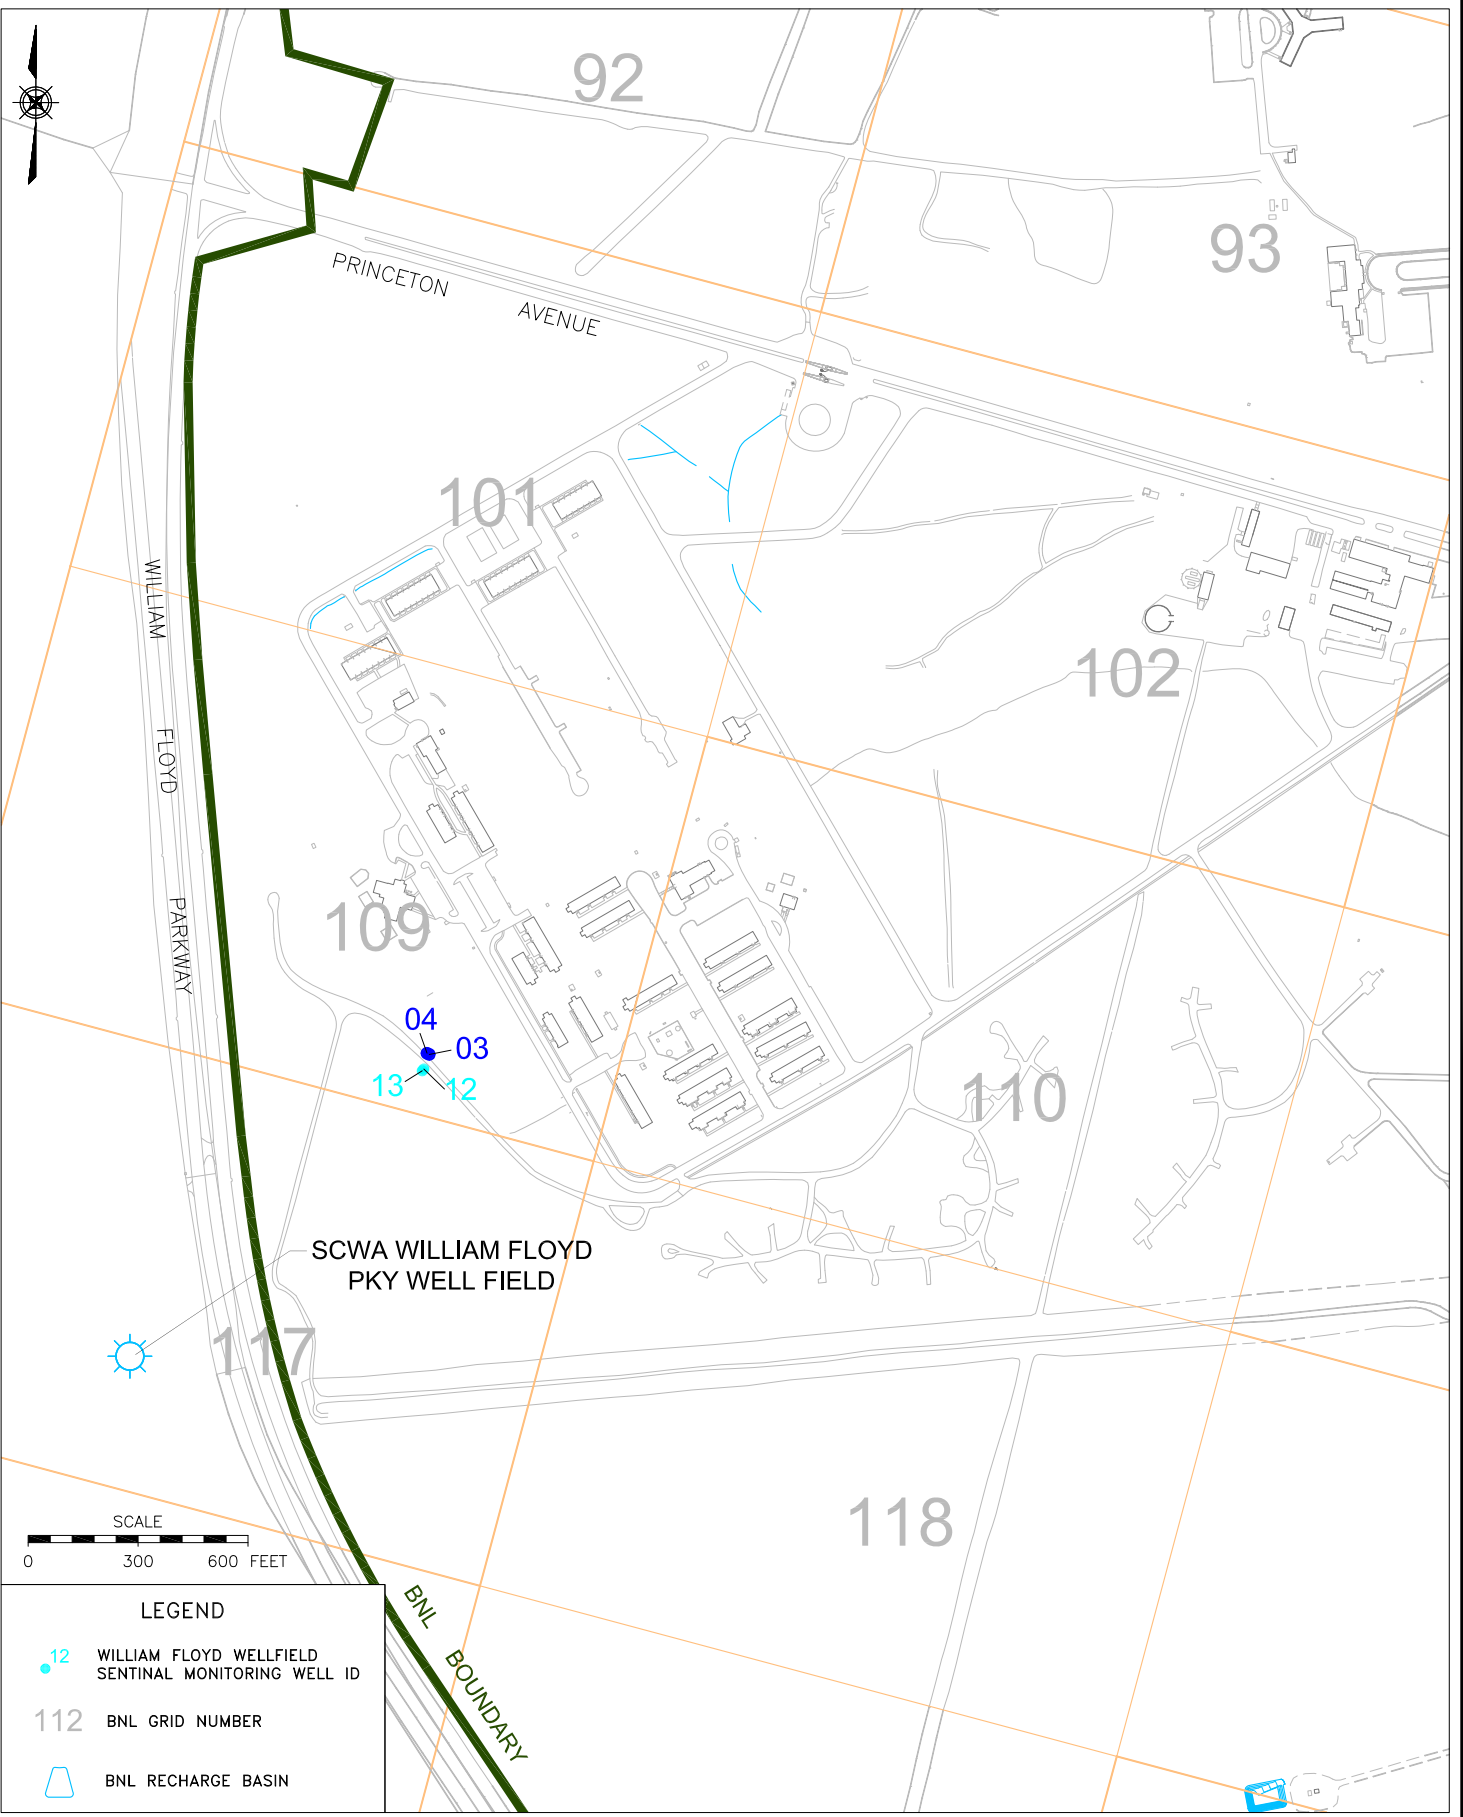 92
93
PRINCETON AVENUE
101
WILLIAM FLOYD PARKWAY
102
109
04
03
13
12
110
SCWA WILLIAM FLOYD
PKY WELL FIELD
117
118
SCALE
0 300 600 FEET
BNL BOUNDARY
LEGEND
12 WILLIAM FLOYD WELLFIELD
SENTINAL MONITORING WELL ID
112 BNL GRID NUMBER
BNL RECHARGE BASIN